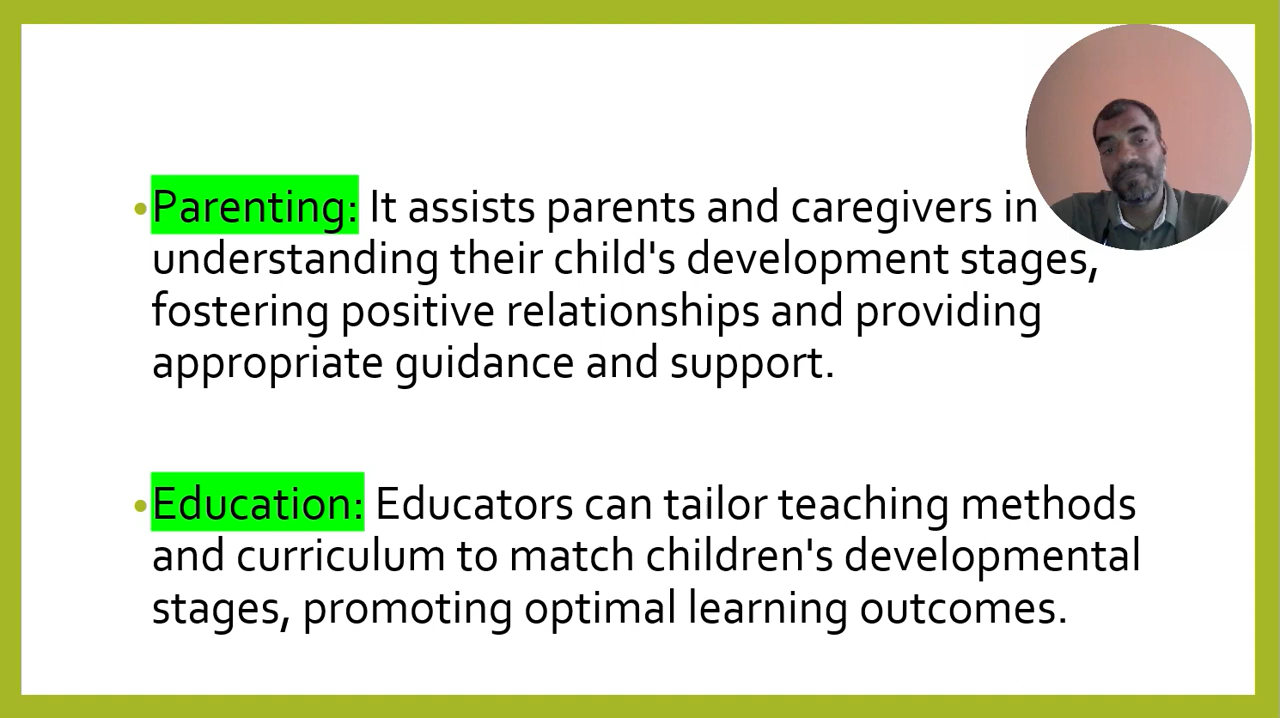 •Parenting: It assists parents and caregivers in
understanding their child's development stages,
fostering positive relationships and providing
appropriate guidance and support.
•Education: Educators can tailor teaching methods
and curriculum to match children's developmental
stages, promoting optimal learning outcomes.